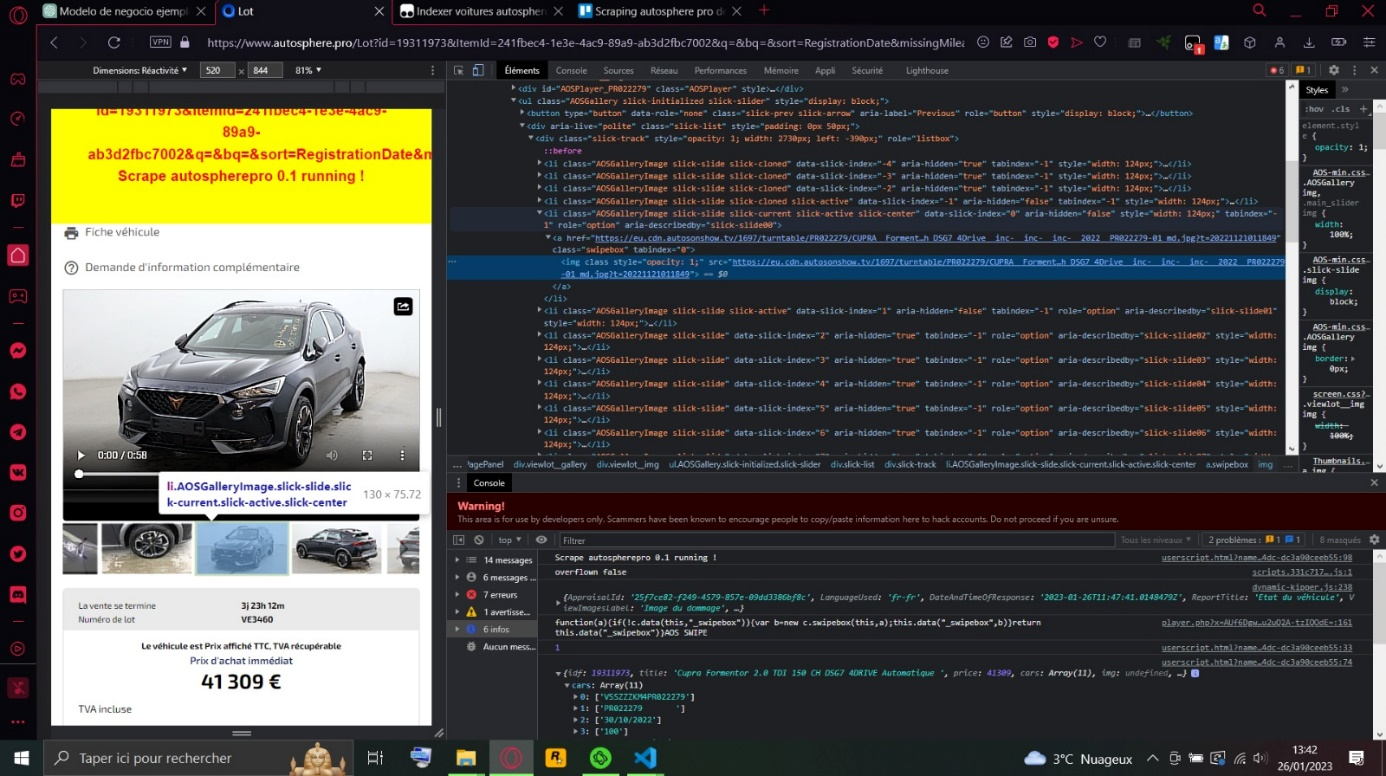 Modelo de negocio ejempl
Lot
Indexer voitures autosphe
Scraping autosphere pro d
VPN
https://www.autosphere.pro/Lot?id=19311973&ItemId=241fbec4-1e3e-4ac9-89a9-ab3d2fbc7002&q=&bq=&sort=RegistrationDate&missingMilea
Dimensions: Réactivité
520
x
844
81%
Éléments
Console
Sources
Réseau
Performances
Mémoire
Appli
Sécurité
Lighthouse
6
1
id=19311973&ItemId=241fbec4-1e3e-4ac9-
89a9-
ab3d2fbc7002&q=&bq=&sort=RegistrationDate&m
Scrape autospherepro 0.1 running !
Fiche véhicule
Demande d'information complémentaire
0:00 / 0:58
li.AOSGalleryImage.slick-slide.slic
k-current.slick-active.slick-center
130 × 75.72
La vente se termine
3j 23h 12m
Numéro de lot
VE3460
Le véhicule est Prix affiché TTC, TVA récupérable
Prix d'achat immédiat
41 309 €
TVA incluse
<div id="AOSPlayer_PR022279" class="AOSPlayer" style>…</div>
<ul class="AOSGallery slick-initialized slick-slider" style="display: block;">
<button type="button" data-role="none" class="slick-prev slick-arrow" aria-label="Previous" role="button" style="display: block;">…</button>
<div aria-live="polite" class="slick-list" style="padding: 0px 50px;">
<div class="slick-track" style="opacity: 1; width: 2730px; left: -390px;" role="listbox">
::before
<li class="AOSGalleryImage slick-slide slick-cloned" data-slick-index="-4" aria-hidden="true" tabindex="-1" style="width: 124px;">…</li>
<li class="AOSGalleryImage slick-slide slick-cloned" data-slick-index="-3" aria-hidden="true" tabindex="-1" style="width: 124px;">…</li>
<li class="AOSGalleryImage slick-slide slick-cloned" data-slick-index="-2" aria-hidden="true" tabindex="-1" style="width: 124px;">…</li>
<li class="AOSGalleryImage slick-slide slick-cloned slick-active" data-slick-index="-1" aria-hidden="false" tabindex="-1" style="width: 124px;">…</li>
<li class="AOSGalleryImage slick-slide slick-current slick-active slick-center" data-slick-index="0" aria-hidden="false" style="width: 124px;" tabindex="-
1" role="option" aria-describedby="slick-slide00">
<a href="https://eu.cdn.autosonshow.tv/1697/turntable/PR022279/CUPRA__Forment…h_DSG7_4Drive__inc-__inc-__inc-_2022__PR022279-01_md.jpg?t=20221121011849"
class="swipebox" tabindex="0">
<img class style="opacity: 1;" src="https://eu.cdn.autosonshow.tv/1697/turntable/PR022279/CUPRA__Forment…h_DSG7_4Drive__inc-__inc-__inc-_2022__PR022279
-01_md.jpg?t=20221121011849"> == $0
</a>
</li>
<li class="AOSGalleryImage slick-slide slick-active" data-slick-index="1" aria-hidden="false" tabindex="-1" role="option" aria-describedby="slick-slide01"
style="width: 124px;">…</li>
<li class="AOSGalleryImage slick-slide" data-slick-index="2" aria-hidden="true" tabindex="-1" role="option" aria-describedby="slick-slide02" style="width:
124px;">…</li>
<li class="AOSGalleryImage slick-slide" data-slick-index="3" aria-hidden="true" tabindex="-1" role="option" aria-describedby="slick-slide03" style="width:
124px;">…</li>
<li class="AOSGalleryImage slick-slide" data-slick-index="4" aria-hidden="true" tabindex="-1" role="option" aria-describedby="slick-slide04" style="width:
124px;">…</li>
<li class="AOSGalleryImage slick-slide" data-slick-index="5" aria-hidden="true" tabindex="-1" role="option" aria-describedby="slick-slide05" style="width:
124px;">…</li>
<li class="AOSGalleryImage slick-slide" data-slick-index="6" aria-hidden="true" tabindex="-1" role="option" aria-describedby="slick-slide06" style="width:
124px;">…</li>
… 'agePanel div.viewlot__gallery div.viewlot__img ul.AOSGallery.slick-initialized.slick-slider div.slick-list div.slick-track li.AOSGalleryImage.slick-slide.slick-current.slick-active.slick-center a.swipebox img …
Styles
:hov .cls +
element.styl
e {
opacity: 1;
}
AOS-min.css…
.AOSGallery
img,
.main_slider
img {
width:
100%;
}
AOS-min.css…
.slick-slide
img {
display:
block;
}
AOS-min.css…
.AOSGallery
img {
border:
0px;
}
screen.css?…
.viewlot__img
img {
width:
100%;
}
Thumbnails.…
Console
Warning!
This area is for use by developers only. Scammers have been known to encourage people to copy/paste information here to hack accounts. Do not proceed if you are unsure.
top
Filtrer
Tous les niveaux
2 problèmes :
1
1
8 masqués
14 messages
6 messages …
7 erreurs
1 avertisse…
6 infos
Aucun mess…
Scrape autospherepro 0.1 running !
userscript.html?name…4dc-dc3a90ceeb55:98
overflown false
scripts.331c717….js:1
dynamic-kipper.js:238
{AppraisalId: '25f7ce82-f249-4579-857e-09dd3386bf8c', LanguageUsed: 'fr-fr', DateAndTimeOfResponse: '2023-01-26T11:47:41.0148479Z', ReportTitle: 'Etat du véhicule', V
iewImagesLabel: 'Image du dommage', …}
function(a){if(!c.data(this,"_swipebox")){var b=new c.swipebox(this,a);this.data("_swipebox",b)}return
this.data("_swipebox")}AOS SWIPE
player.php?x=AUf6Dgw…u2uO2A-tzIOOdE=:161
1
userscript.html?name…4dc-dc3a90ceeb55:33
userscript.html?name…4dc-dc3a90ceeb55:74
{idf: 19311973, title: 'Cupra Formentor 2.0 TDI 150 CH DSG7 4DRIVE Automatique ', price: 41309, cars: Array(11), img: undefined, …}
cars: Array(11)
0: ['VSSZZZKM4PR022279']
1: ['PR022279 ']
2: ['30/10/2022']
3: ['100']
Taper ici pour rechercher
3°C Nuageux
13:42
26/01/2023